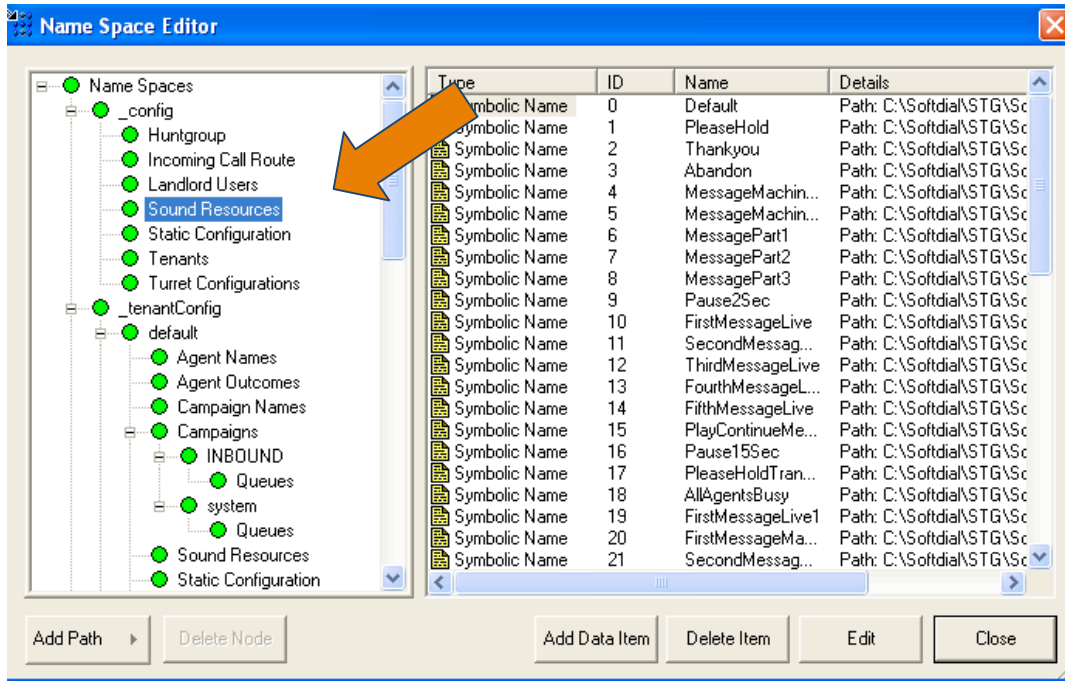 Name Space Editor
Name Spaces
_config
Huntgroup
Incoming Call Route
Landlord Users
Sound Resources
Static Configuration
Tenants
Turret Configurations
_tenantConfig
default
Agent Names
Agent Outcomes
Campaign Names
Campaigns
INBOUND
Queues
system
Queues
Sound Resources
Static Configuration
Type ID Name Details
Symbolic Name 0 Default Path: C:\Softdial\STG\Sc
Symbolic Name 1 PleaseHold Path: C:\Softdial\STG\Sc
Symbolic Name 2 Thankyou Path: C:\Softdial\STG\Sc
Symbolic Name 3 Abandon Path: C:\Softdial\STG\Sc
Symbolic Name 4 MessageMachin... Path: C:\Softdial\STG\Sc
Symbolic Name 5 MessageMachin... Path: C:\Softdial\STG\Sc
Symbolic Name 6 MessagePart1 Path: C:\Softdial\STG\Sc
Symbolic Name 7 MessagePart2 Path: C:\Softdial\STG\Sc
Symbolic Name 8 MessagePart3 Path: C:\Softdial\STG\Sc
Symbolic Name 9 Pause2Sec Path: C:\Softdial\STG\Sc
Symbolic Name 10 FirstMessageLive Path: C:\Softdial\STG\Sc
Symbolic Name 11 SecondMessag... Path: C:\Softdial\STG\Sc
Symbolic Name 12 ThirdMessageLive Path: C:\Softdial\STG\Sc
Symbolic Name 13 FourthMessageL... Path: C:\Softdial\STG\Sc
Symbolic Name 14 FifthMessageLive Path: C:\Softdial\STG\Sc
Symbolic Name 15 PlayContinueMe... Path: C:\Softdial\STG\Sc
Symbolic Name 16 Pause15Sec Path: C:\Softdial\STG\Sc
Symbolic Name 17 PleaseHoldTran... Path: C:\Softdial\STG\Sc
Symbolic Name 18 AllAgentsBusy Path: C:\Softdial\STG\Sc
Symbolic Name 19 FirstMessageLive1 Path: C:\Softdial\STG\Sc
Symbolic Name 20 FirstMessageMa... Path: C:\Softdial\STG\Sc
Symbolic Name 21 SecondMessag... Path: C:\Softdial\STG\Sc
Add Path Delete Node Add Data Item Delete Item Edit Close